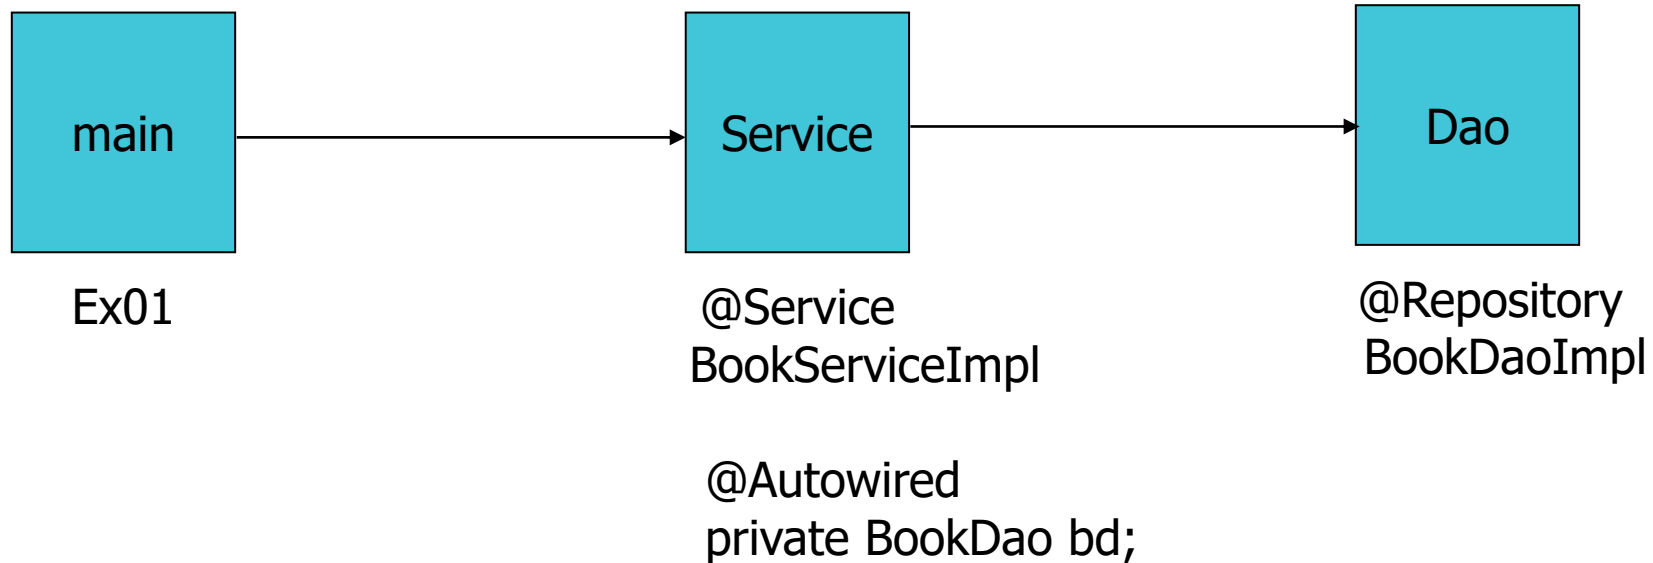 main
Service
Dao
Ex01
@Service
BookServiceImpl
@Repository
BookDaoImpl
@Autowired
private BookDao bd;